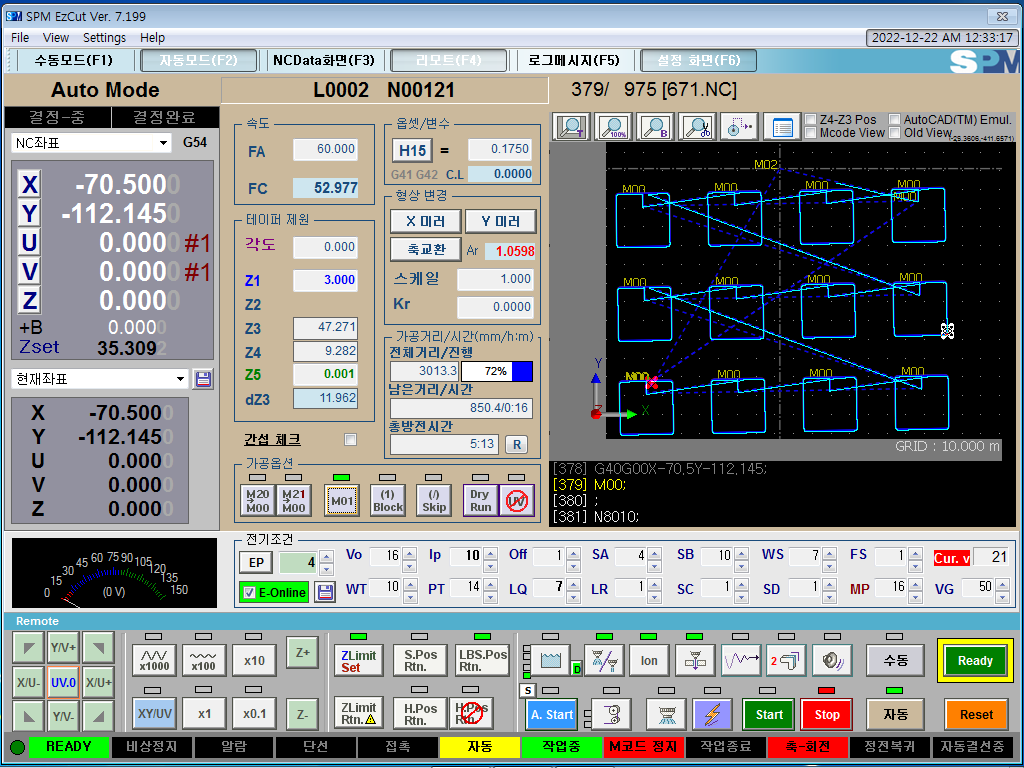 SPM EzCut Ver. 7.199
File View Settings Help
2022-12-22 AM 12:33:17
수동모드(F1) 자동모드(F2) NCData화면(F3) 리모트(F4) 로그메시지(F5) 설정 화면(F6) SPM
Auto Mode
결정-중 결정완료
L0002 N00121
379/ 975 [671.NC]
NC좌표 G54
X -70.5000
Y -112.1450
U 0.0000 #1
V 0.0000 #1
Z 0.0000
+B 0.0000
Zset 35.3092
현재좌표
X -70.5000
Y -112.1450
U 0.0000
V 0.0000
Z 0.0000
속도
FA 60.000
FC 52.977
테이퍼 제원
각도 0.000
Z1 3.000
Z2
Z3 47.271
Z4 9.282
Z5 0.001
dZ3 11.962
간섭 체크
옵셋/변수
H15 = 0.1750
G41 G42 C.L 0.0000
형상 변경
X 미러 Y 미러
축교환 Ar 1.0598
스케일 1.000
Kr 0.0000
가공거리/시간(mm/h:m)
전체거리/진행
3013.3 72%
남은거리/시간
850.4/0:16
총방전시간
5:13 R
가공옵션
M20 M00
M21 M00
M01
(1) Block
(/) Skip
Dry Run
UV
T 100% B
Z4-Z3 Pos AutoCAD(TM) Emul.
Mcode View Old View
(-25.3606,-411.6571)
M02
M00 M00 M00 M00
M01
M00 M00 M00 M00
M00 M00 M00 M00
Y
Z X
GRID : 10.000 m
[378] G40G00X-70,5Y-112,145;
[379] M00;
[380] ;
[381] N8010;
0 15 30 45 60 75 90 105 120 135 150
(0 V)
전기조건
EP 4
E-Online
Vo 16 Ip 10 Off 1 SA 4 SB 10 WS 7 FS 1 Cur. v 21
WT 10 PT 14 LQ 7 LR 1 SC 1 SD 1 MP 16 VG 50
Remote
Y/V+
X/U- UV.0 X/U+
Y/V-
x1000 x100 x10 Z+
XY/UV x1 x0.1 Z-
ZLimit Set
S.Pos Rtn.
LBS.Pos Rtn.
ZLimit Rtn.
H.Pos Rtn.
D
Ion
2
수동
Ready
S
A. Start
Start
Stop
자동
Reset
READY 비상정지 알람 단선 접촉 자동 작업중 M코드 정지 작업종료 축-회전 정전복귀 자동결선중